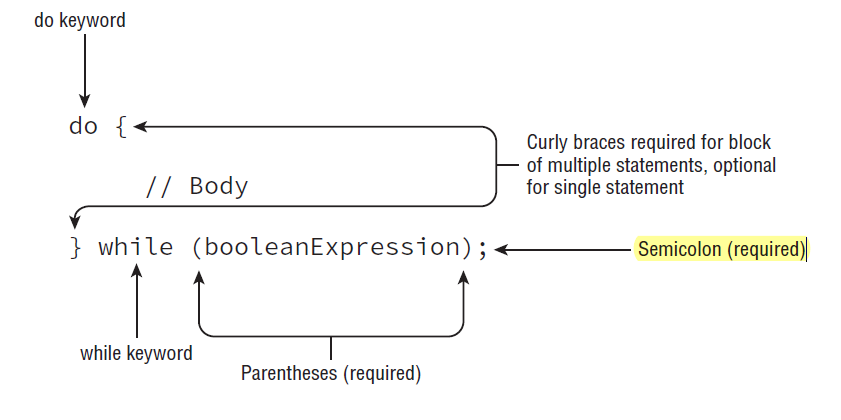 do keyword
do {
Curly braces required for block
of multiple statements, optional
for single statement
// Body
} while (booleanExpression);
Semicolon (required)
while keyword
Parentheses (required)